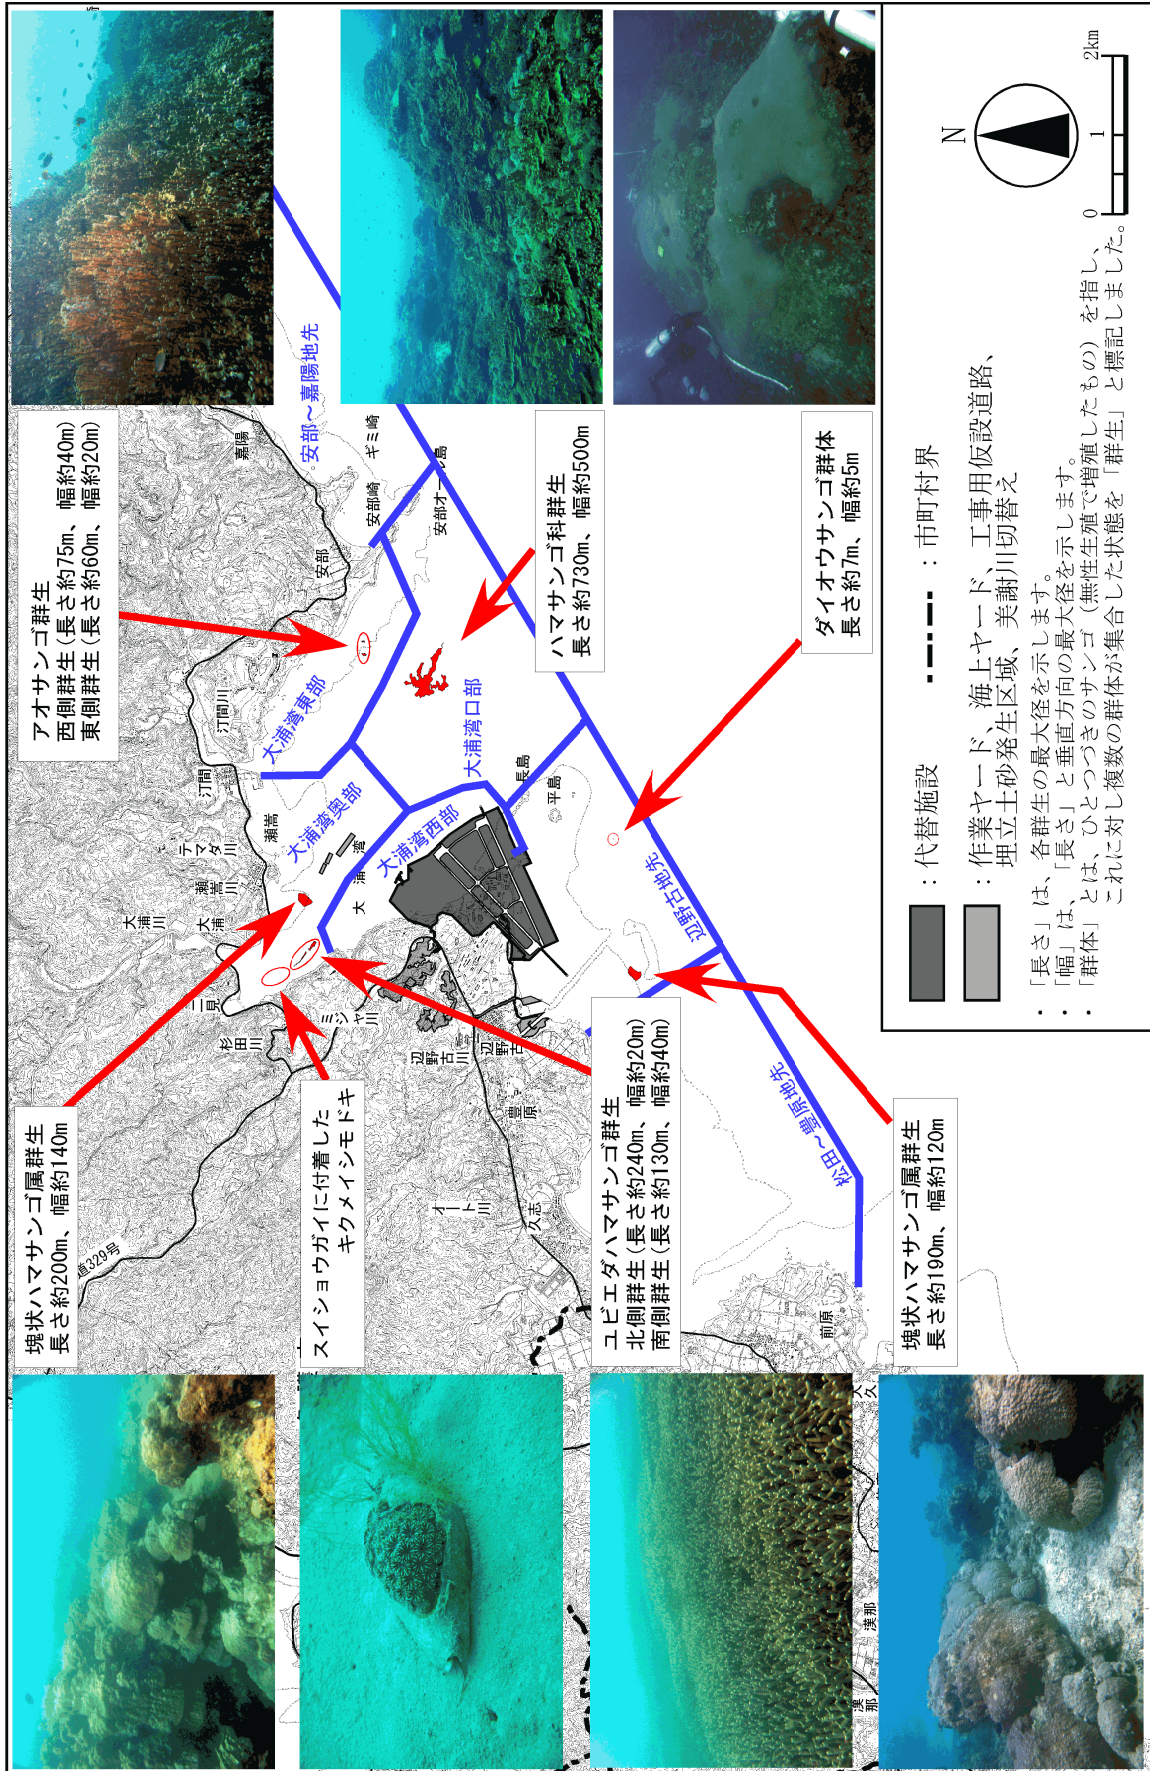 塊状ハマサンゴ属群生
長さ約200m、幅約140m
スイショウガイに付着した
キクメイシモドキ
ユビエダハマサンゴ群生
北側群生(長さ約240m、幅約20m)
南側群生(長さ約130m、幅約40m)
塊状ハマサンゴ属群生
長さ約190m、幅約120m
アオサンゴ群生
西側群生(長さ約75m、幅約40m)
東側群生(長さ約60m、幅約20m)
ハマサンゴ科群生
長さ約730m、幅約500m
ダイオウサンゴ群体
長さ約7m、幅約5m
道329号
杉田川
二見
大浦川
大浦
瀬嵩川
テマダ川
瀬嵩
汀間
汀間川
安部
嘉陽
安部崎
ギミ崎
安部オール島
安部～嘉陽地先
大浦湾東部
大浦湾奥部
大浦湾西部
大浦湾口部
大浦湾
ミジャ川
辺野古川
辺野古
豊原
オート川
久志
長島
平島
辺野古地先
松田～豊原地先
前原
漢那
漢那
N
0
1
2km
：代替施設
：市町村界
：作業ヤード、海上ヤード、工事用仮設道路、
埋立土砂発生区域、美謝川切替え
・「長さ」は、各群生の最大径を示します。
・「幅」は、「長さ」と垂直方向の最大径を示します。
・「群体」とは、ひとつづきのサンゴ（無性生殖で増殖したもの）を指し、
これに対し複数の群体が集合した状態を「群生」と標記しました。